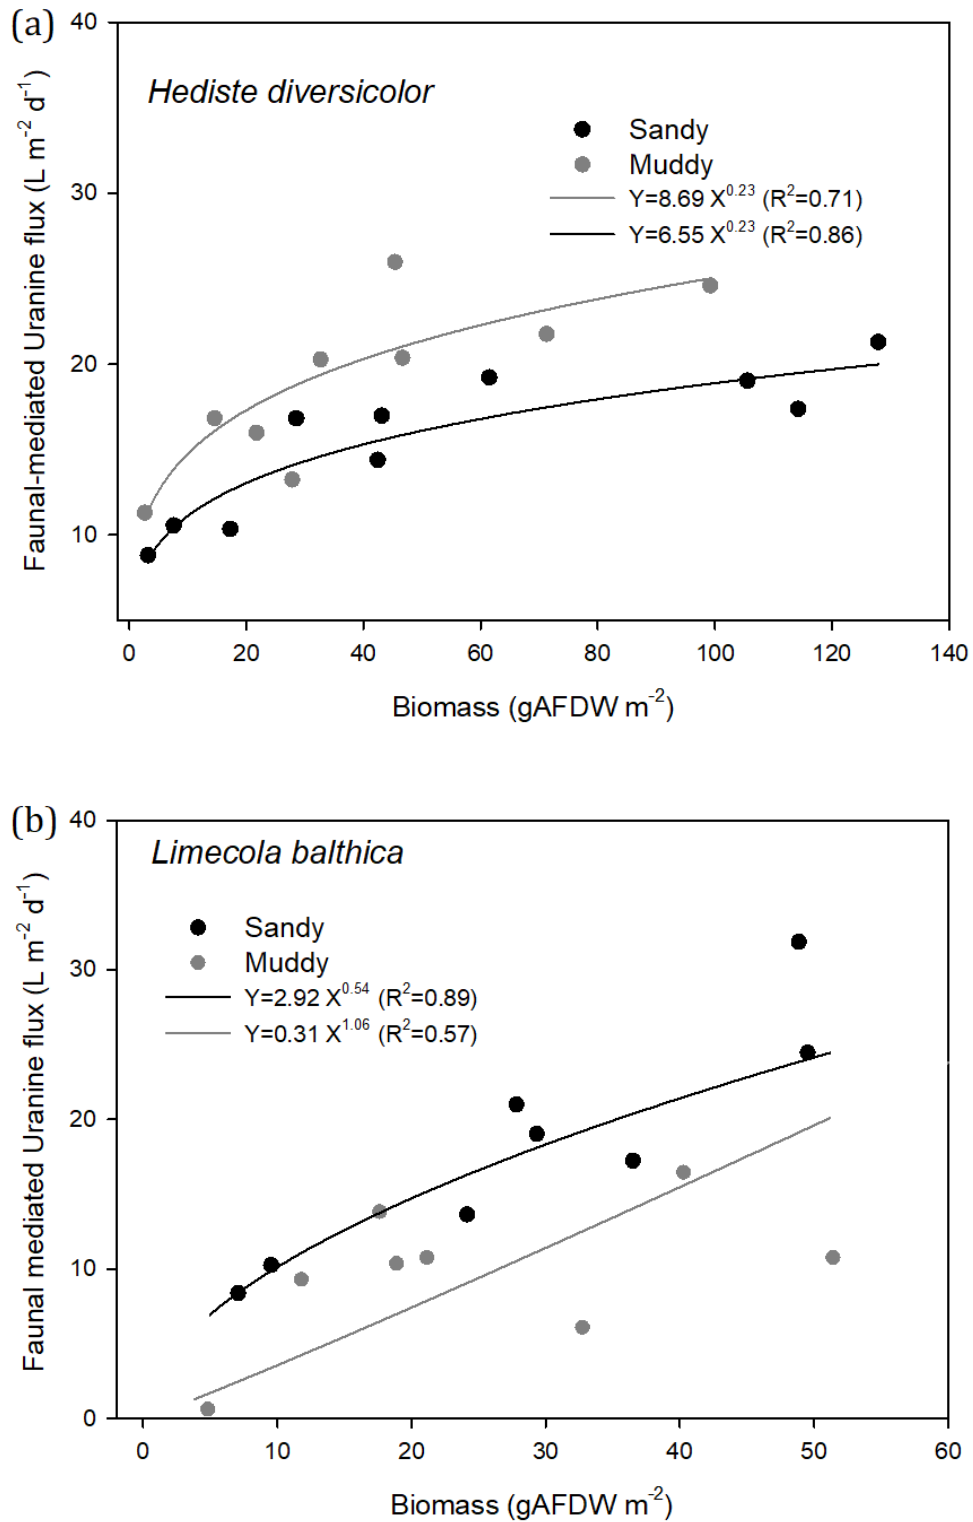 (a)
40
30
20
10
Faunal-mediated Uranine flux (L m⁻² d⁻¹)
Hediste diversicolor
Sandy
Muddy
Y=8.69 X⁰·²³ (R²=0.71)
Y=6.55 X⁰·²³ (R²=0.86)
0 20 40 60 80 100 120 140
Biomass (gAFDW m⁻²)
(b)
40
30
20
10
0
Faunal mediated Uranine flux (L m⁻² d⁻¹)
Limecola balthica
Sandy
Muddy
Y=2.92 X⁰·⁵⁴ (R²=0.89)
Y=0.31 X¹·⁰⁶ (R²=0.57)
0 10 20 30 40 50 60
Biomass (gAFDW m⁻²)